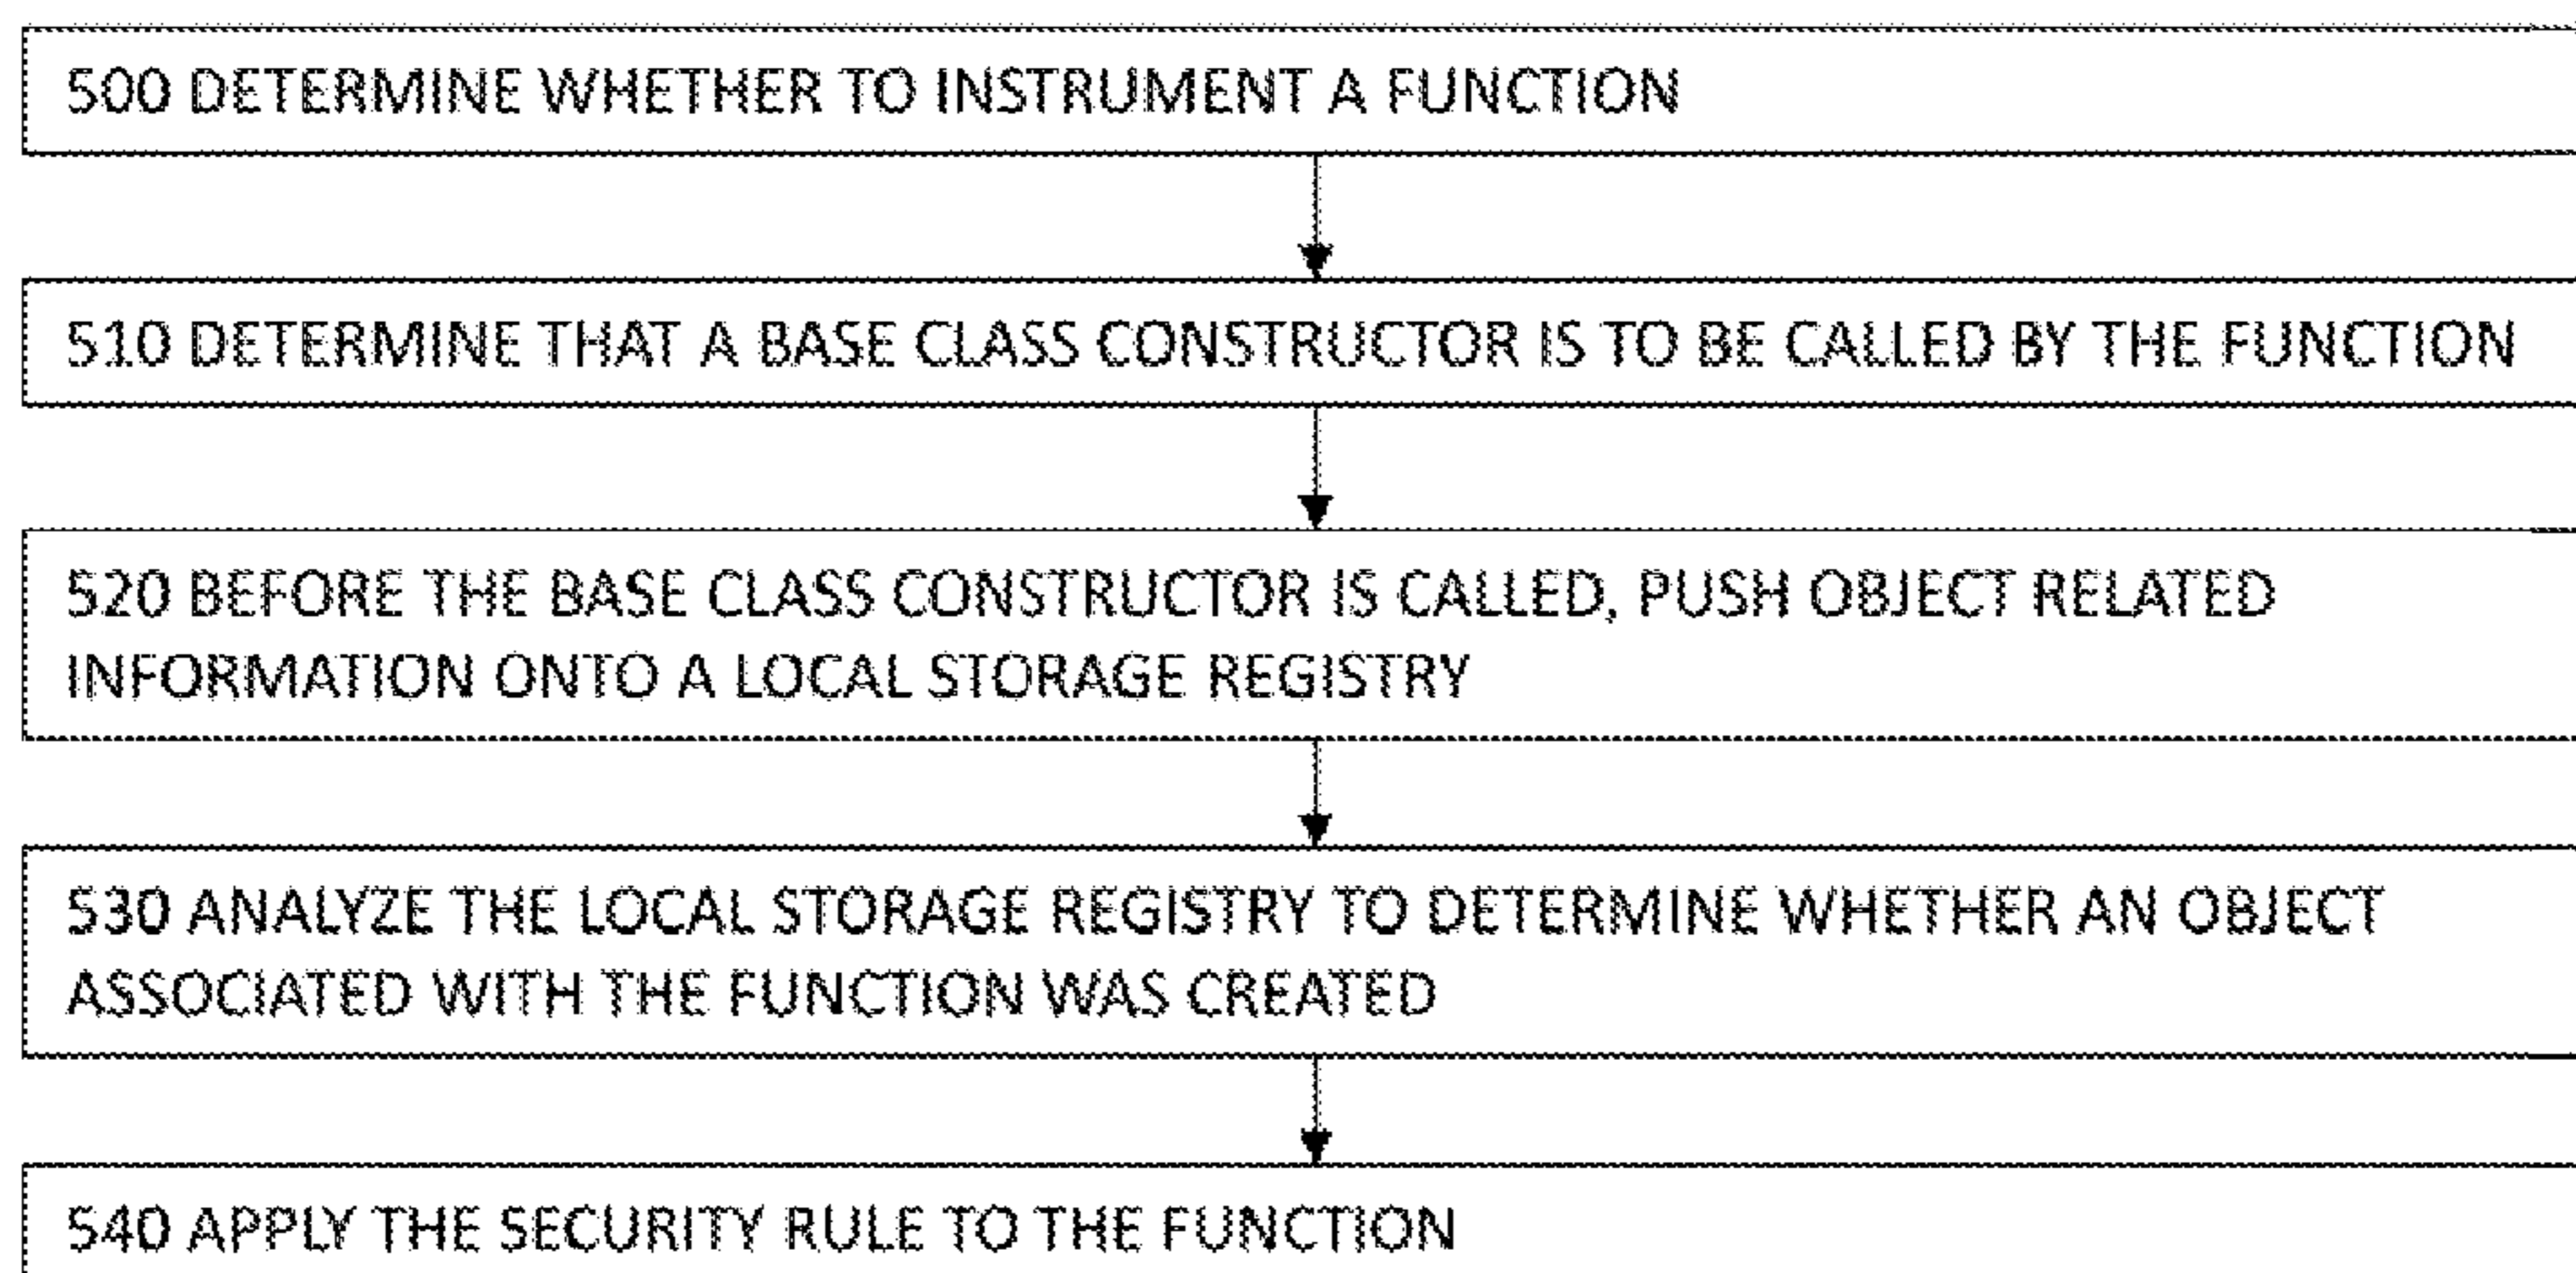 500 DETERMINE WHETHER TO INSTRUMENT A FUNCTION
510 DETERMINE THAT A BASE CLASS CONSTRUCTOR IS TO BE CALLED BY THE FUNCTION
520 BEFORE THE BASE CLASS CONSTRUCTOR IS CALLED, PUSH OBJECT RELATED
INFORMATION ONTO A LOCAL STORAGE REGISTRY
530 ANALYZE THE LOCAL STORAGE REGISTRY TO DETERMINE WHETHER AN OBJECT
ASSOCIATED WITH THE FUNCTION WAS CREATED
540 APPLY THE SECURITY RULE TO THE FUNCTION